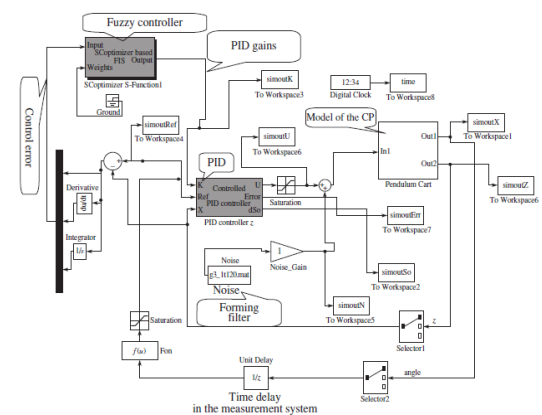 Fuzzy controller
Input
SCoptimizer based
FIS
Output
Weights
SCoptimizer S-Function1
Ground
PID gains
simoutK
To Workspace3
12:34
Digital Clock
time
To Workspace8
Control error
simoutRef
To Workspace4
simoutU
To Workspace6
Model of the CP
In1
Out1
Out2
Pendulum Cart
simoutX
To Workspace1
simoutZ
To Workspace6
PID
K
Ref
X
Controlled
PID controller
U
Error
dSo
PID controller z
Saturation
Derivative
du/dt
Integrator
1/s
simoutErr
To Workspace7
Noise
g3_1t120.mat
Noise
Forming
filter
1
Noise_Gain
simoutSo
To Workspace2
simoutN
To Workspace5
z
Selector1
Saturation
f(u)
Fon
Unit Delay
1/z
Time delay
in the measurement system
angle
Selector2